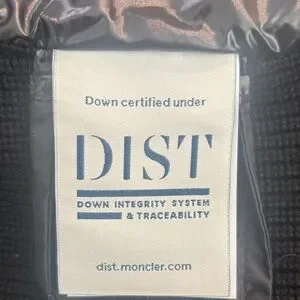 Down certified under
DIST
DOWN INTEGRITY SYSTEM
& TRACEABILITY
dist.moncler.com